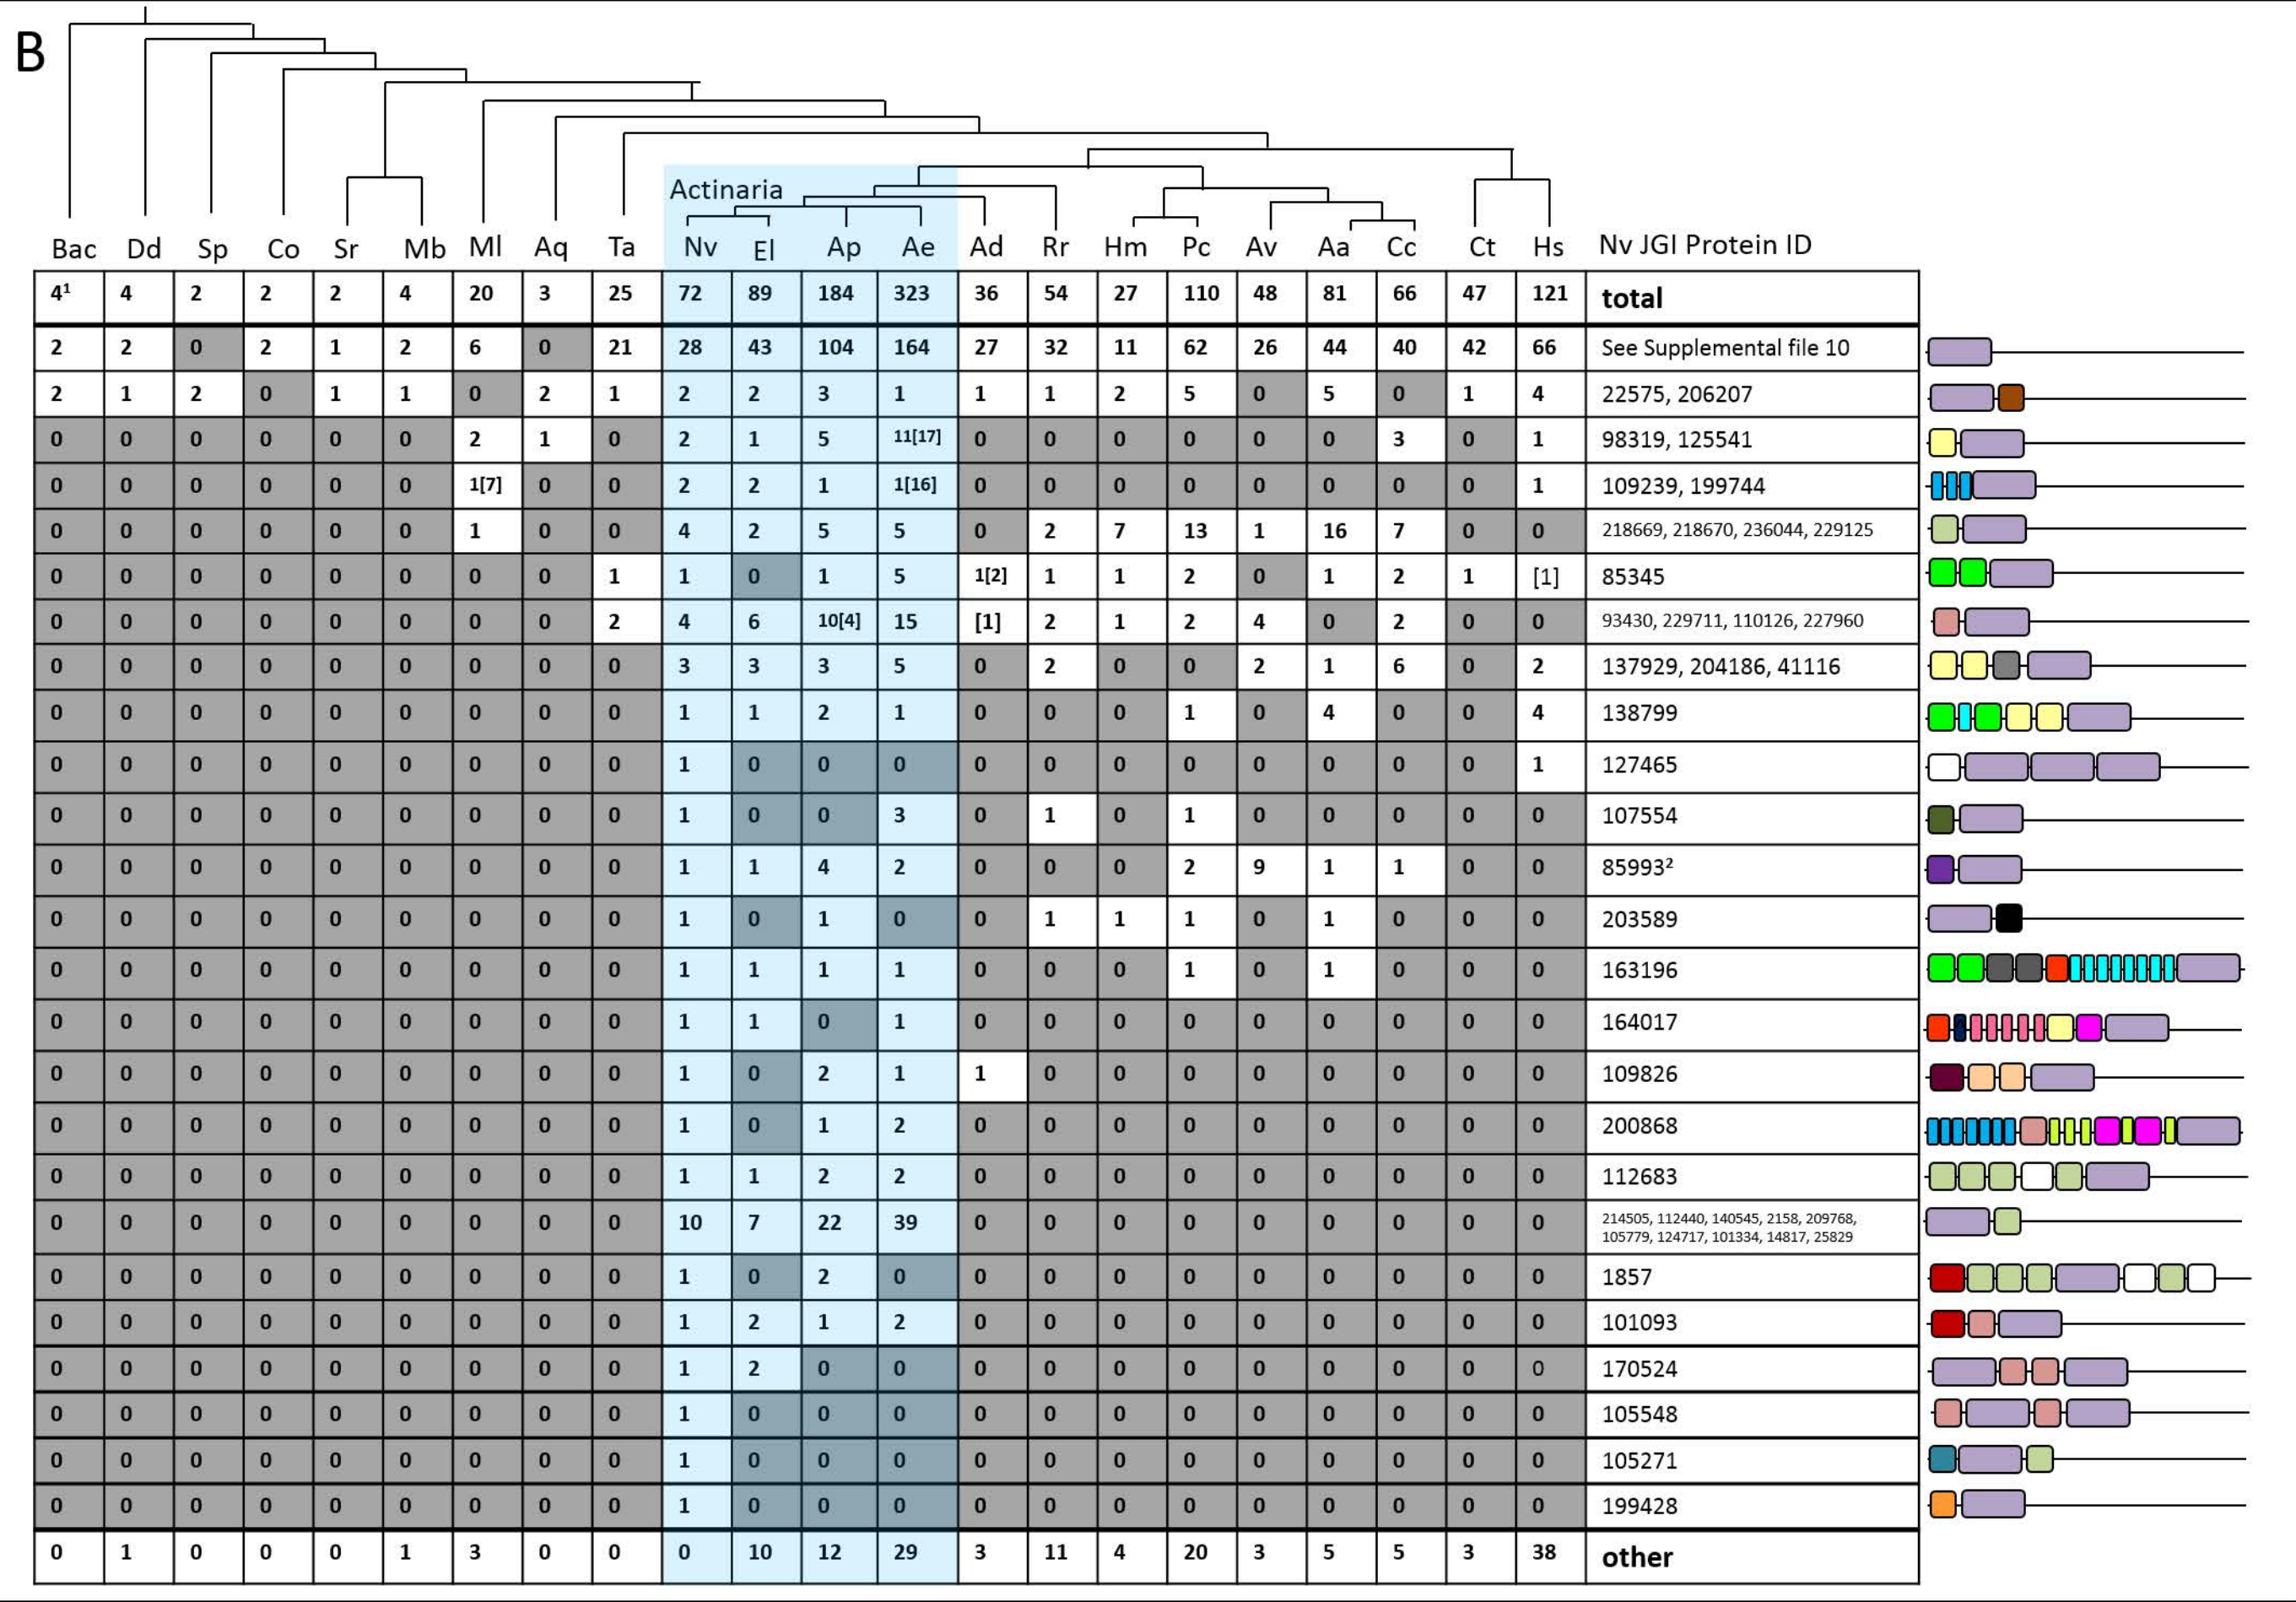 B
Actinaria
Bac Dd Sp Co Sr Mb Ml Aq Ta Nv El Ap Ae Ad Rr Hm Pc Av Aa Cc Ct Hs Nv JGI Protein ID
4¹ 4 2 2 2 4 20 3 25 72 89 184 323 36 54 27 110 48 81 66 47 121 total
2 2 0 2 1 2 6 0 21 28 43 104 164 27 32 11 62 26 44 40 42 66 See Supplemental file 10
2 1 2 0 1 1 0 2 1 2 2 3 1 1 1 2 5 0 5 0 1 4 22575, 206207
0 0 0 0 0 0 2 1 0 2 1 5 11[17] 0 0 0 0 0 0 3 0 1 98319, 125541
0 0 0 0 0 0 1[7] 0 0 2 2 1 1[16] 0 0 0 0 0 0 0 0 1 109239, 199744
0 0 0 0 0 0 1 0 0 4 2 5 5 0 2 7 13 1 16 7 0 0 218669, 218670, 236044, 229125
0 0 0 0 0 0 0 0 1 1 0 1 5 1[2] 1 1 2 0 1 2 1 [1] 85345
0 0 0 0 0 0 0 0 2 4 6 10[4] 15 [1] 2 1 2 4 0 2 0 0 93430, 229711, 110126, 227960
0 0 0 0 0 0 0 0 0 3 3 3 5 0 2 0 0 2 1 6 0 2 137929, 204186, 41116
0 0 0 0 0 0 0 0 0 1 1 2 1 0 0 0 1 0 4 0 0 4 138799
0 0 0 0 0 0 0 0 0 1 0 0 0 0 0 0 0 0 0 0 0 1 127465
0 0 0 0 0 0 0 0 0 1 0 0 3 0 1 0 1 0 0 0 0 0 107554
0 0 0 0 0 0 0 0 0 1 1 4 2 0 0 0 2 9 1 1 0 0 85993²
0 0 0 0 0 0 0 0 0 1 0 1 0 0 1 1 1 0 1 0 0 0 203589
0 0 0 0 0 0 0 0 0 1 1 1 1 0 0 0 1 0 1 0 0 0 163196
0 0 0 0 0 0 0 0 0 1 1 0 1 0 0 0 0 0 0 0 0 0 164017
0 0 0 0 0 0 0 0 0 1 0 2 1 1 0 0 0 0 0 0 0 0 109826
0 0 0 0 0 0 0 0 0 1 0 1 2 0 0 0 0 0 0 0 0 0 200868
0 0 0 0 0 0 0 0 0 1 1 2 2 0 0 0 0 0 0 0 0 0 112683
0 0 0 0 0 0 0 0 0 10 7 22 39 0 0 0 0 0 0 0 0 0 214505, 112440, 140545, 2158, 209768,
105779, 124717, 101334, 14817, 25829
0 0 0 0 0 0 0 0 0 1 0 2 0 0 0 0 0 0 0 0 0 0 1857
0 0 0 0 0 0 0 0 0 1 2 1 2 0 0 0 0 0 0 0 0 0 101093
0 0 0 0 0 0 0 0 0 1 2 0 0 0 0 0 0 0 0 0 0 0 170524
0 0 0 0 0 0 0 0 0 1 0 0 0 0 0 0 0 0 0 0 0 0 105548
0 0 0 0 0 0 0 0 0 1 0 0 0 0 0 0 0 0 0 0 0 0 105271
0 0 0 0 0 0 0 0 0 1 0 0 0 0 0 0 0 0 0 0 0 0 199428
0 1 0 0 0 1 3 0 0 0 10 12 29 3 11 4 20 3 5 5 3 38 other